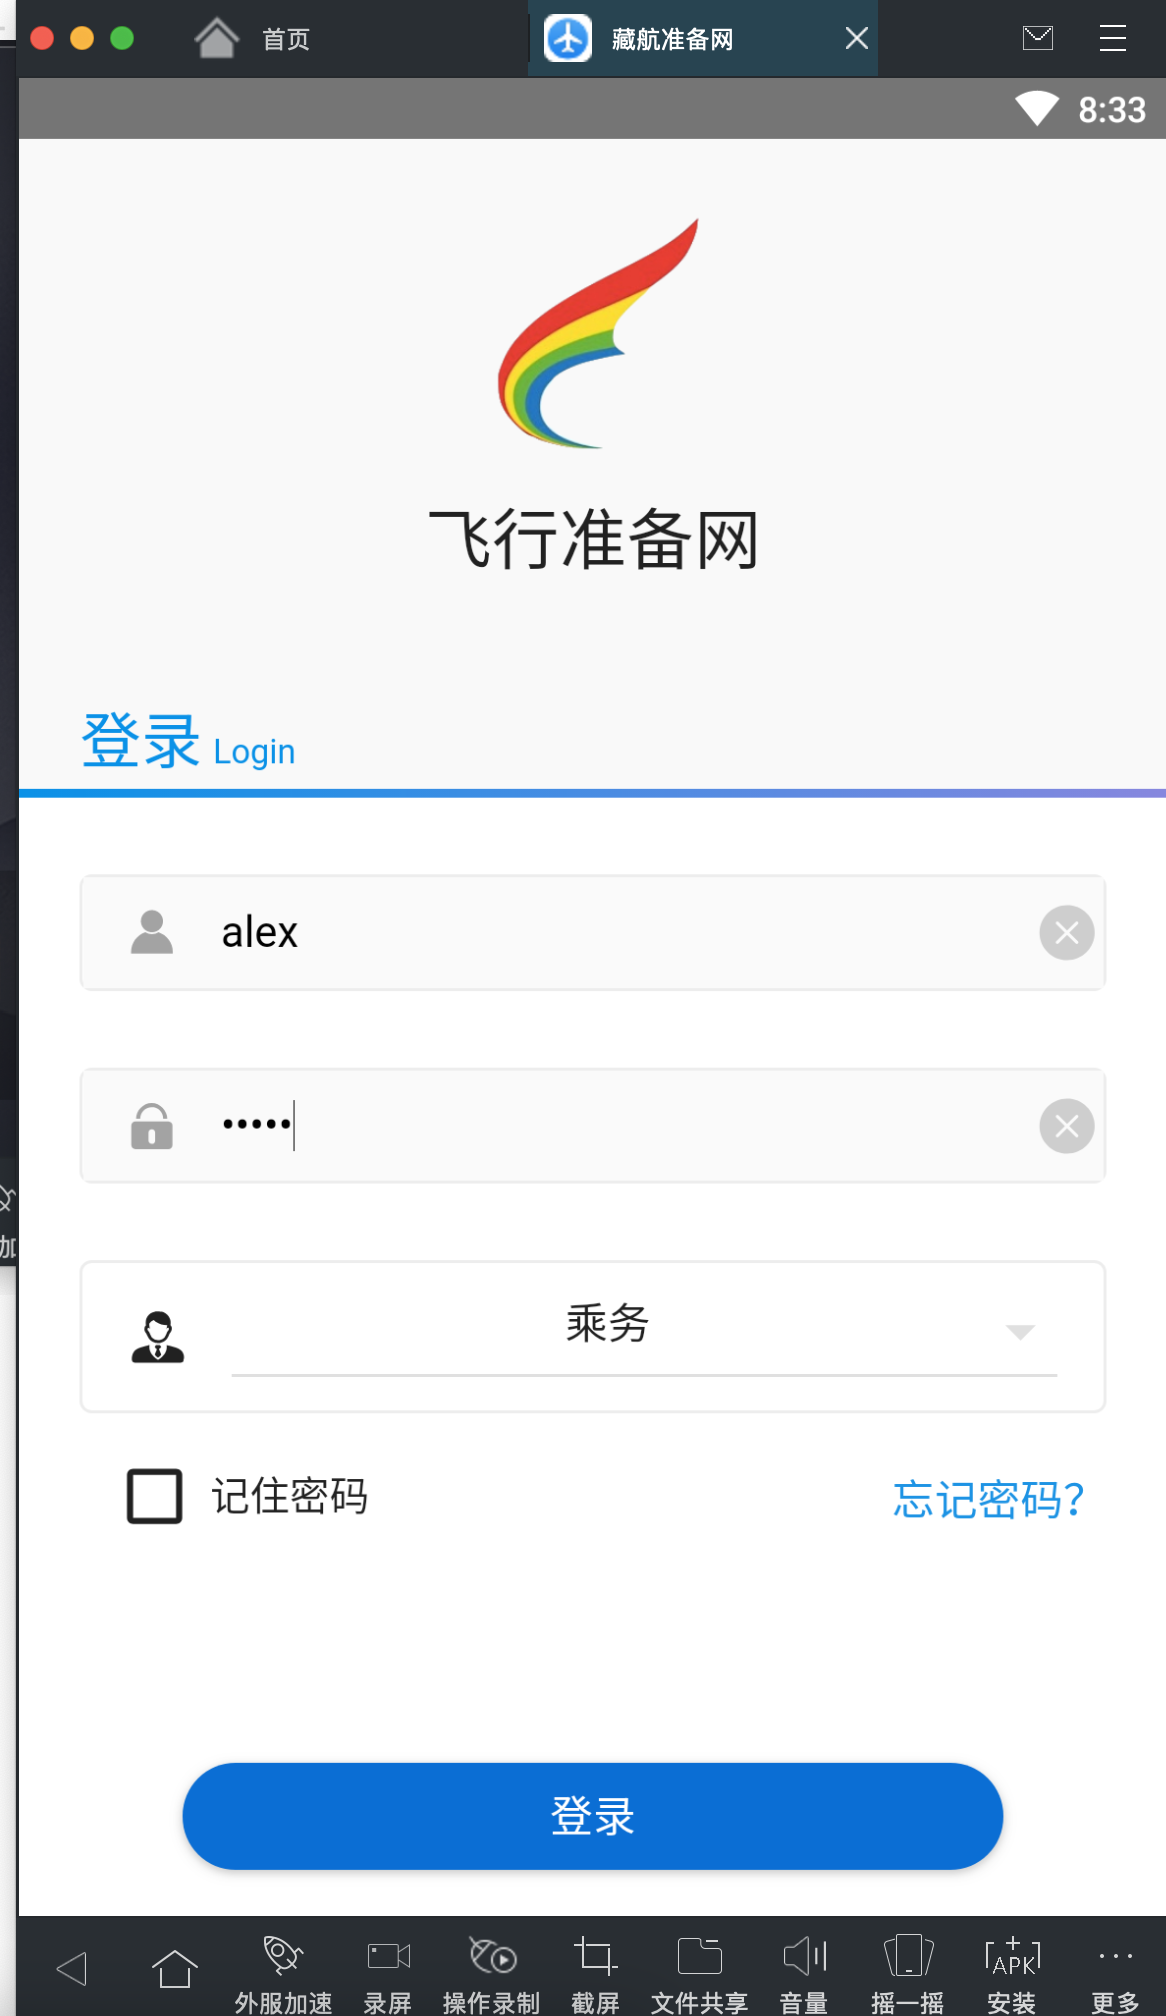 首页
藏航准备网
8:33
飞行准备网
登录 Login
alex
•••••
乘务
记住密码
忘记密码?
登录
加
外服加速 录屏 操作录制 截屏 文件共享 音量 摇一摇 APK 安装 更多